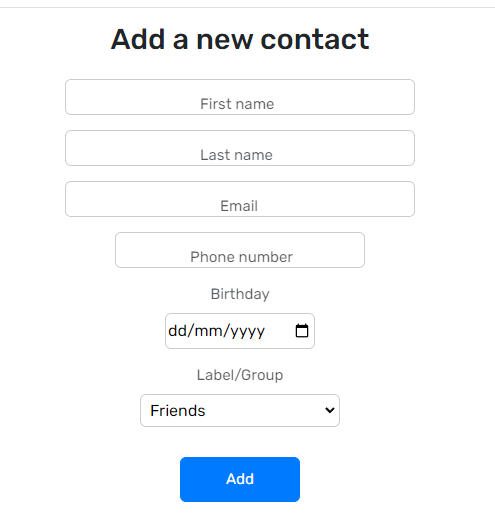 Add a new contact
First name
Last name
Email
Phone number
Birthday
dd/mm/yyyy
Label/Group
Friends
Add